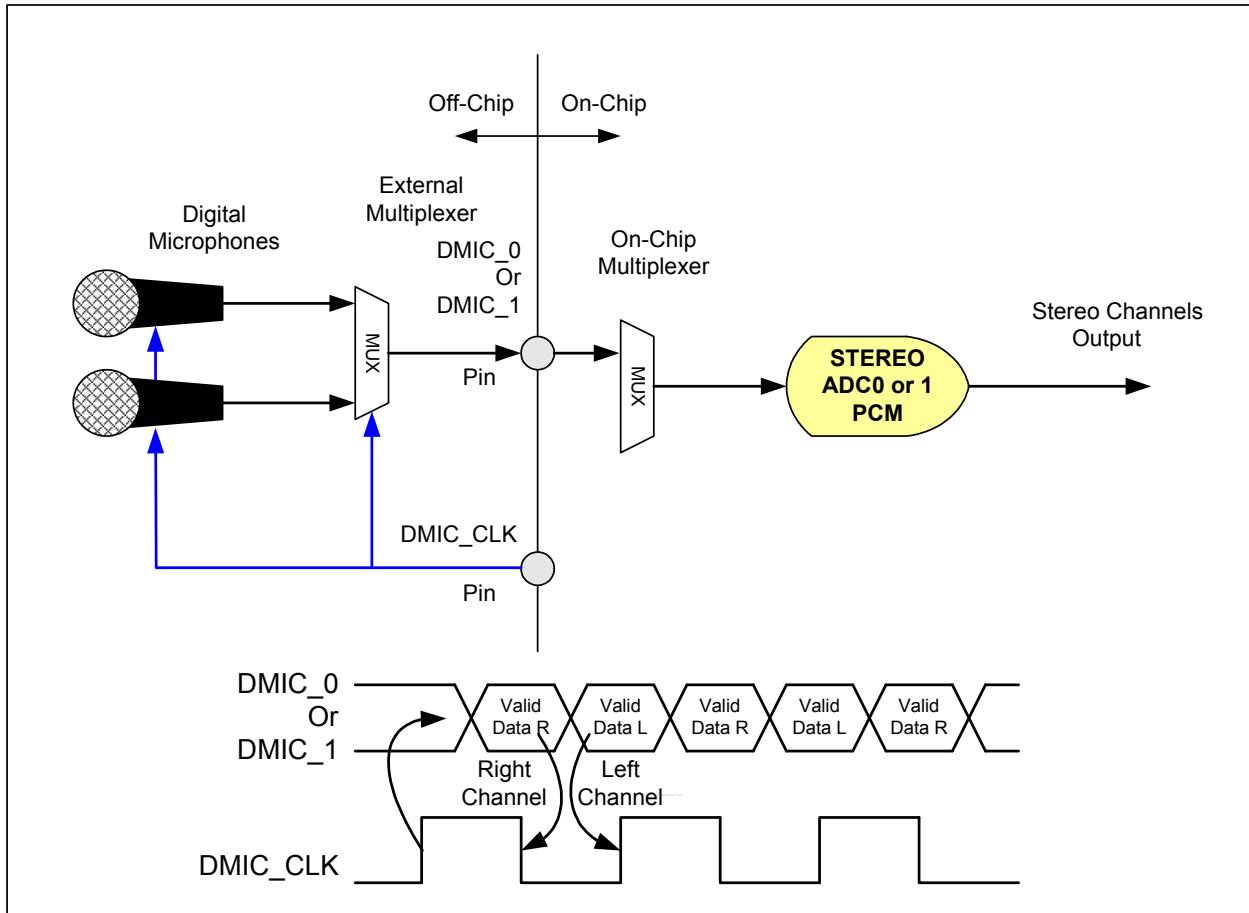 Off-Chip
On-Chip
External
Multiplexer
Digital
Microphones
DMIC_0
Or
DMIC_1
On-Chip
Multiplexer
Stereo Channels
Output
MUX
Pin
MUX
STEREO
ADC0 or 1
PCM
DMIC_CLK
Pin
DMIC_0
Or
DMIC_1
Valid
Data R
Valid
Data L
Valid
Data R
Valid
Data L
Valid
Data R
Right
Channel
Left
Channel
DMIC_CLK